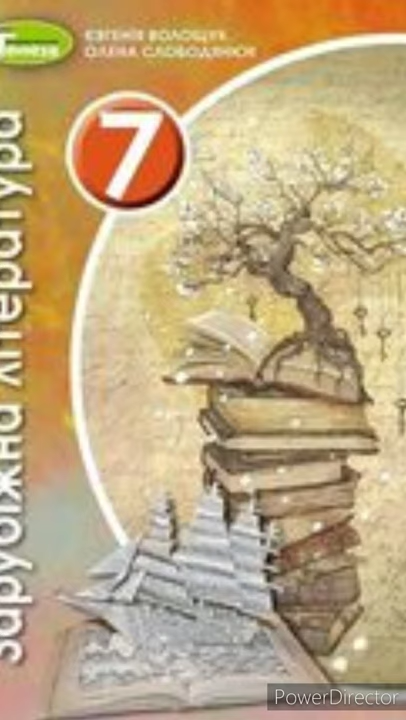 Генеза
ЄВГЕНІЯ ВОЛОЩУК
ОЛЕНА СЛОБОДЯНЮК
7
зарубіжна література
PowerDirector